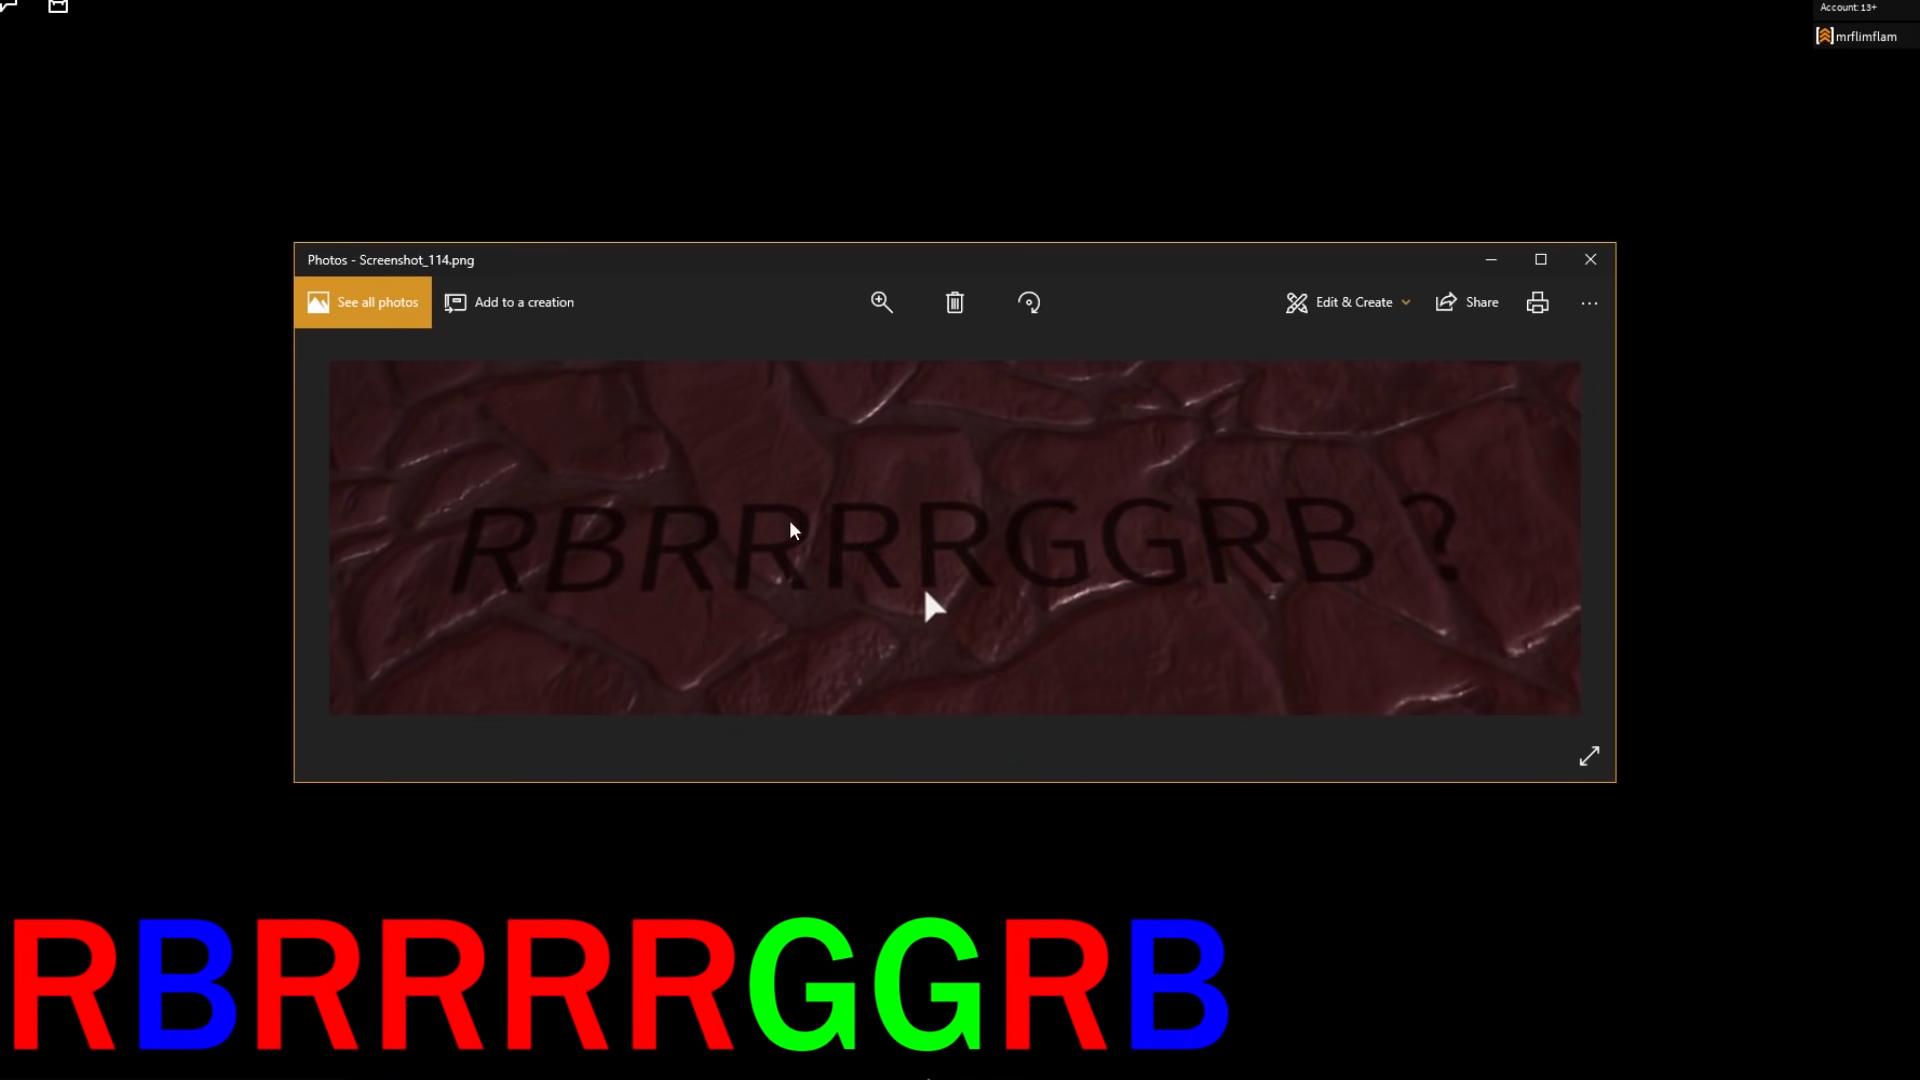 Account: 13+
mrflimflam
Photos - Screenshot_114.png
See all photos
Add to a creation
Edit & Create
Share
RBRRRRGGRB ?
RBRRRRGGRB